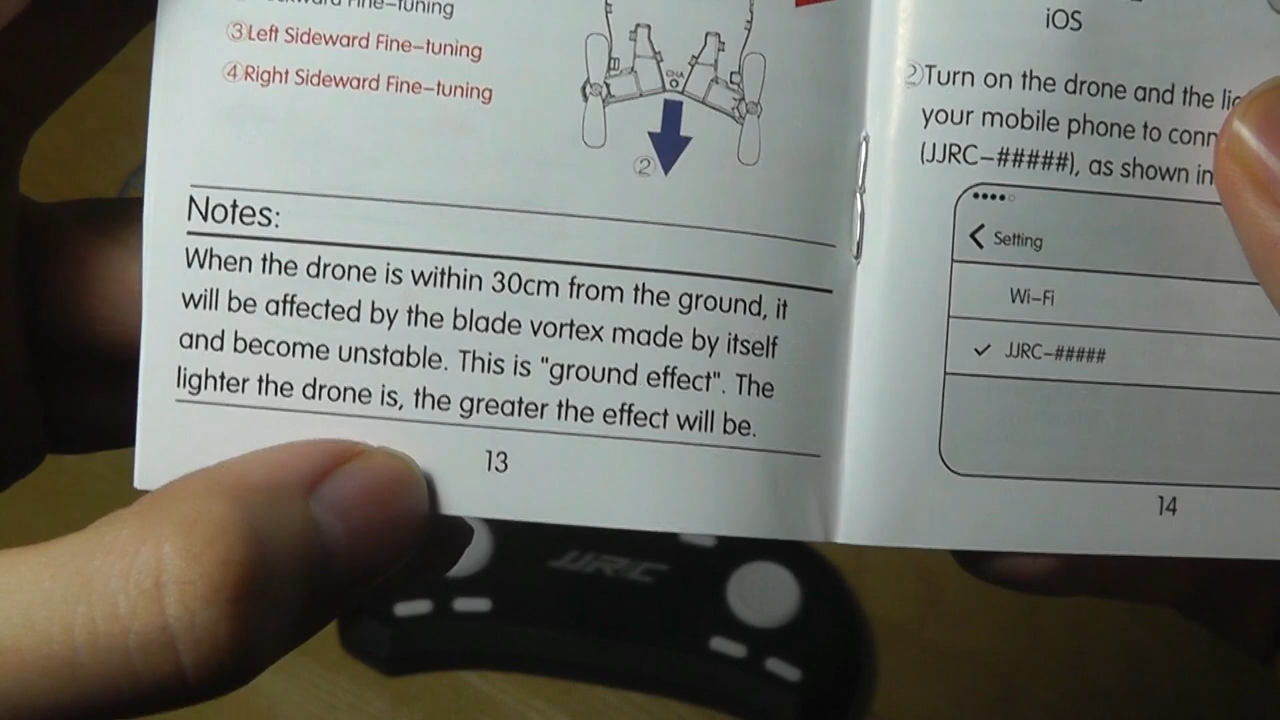 Fine-tuning
③Left Sideward Fine-tuning
④Right Sideward Fine-tuning
②
Notes:
When the drone is within 30cm from the ground, it
will be affected by the blade vortex made by itself
and become unstable. This is "ground effect". The
lighter the drone is, the greater the effect will be.
13
iOS
②Turn on the drone and the
your mobile phone to
(JJRC-#####), as shown in
Setting
Wi-Fi
✓ JJRC-#####
14
JJRC